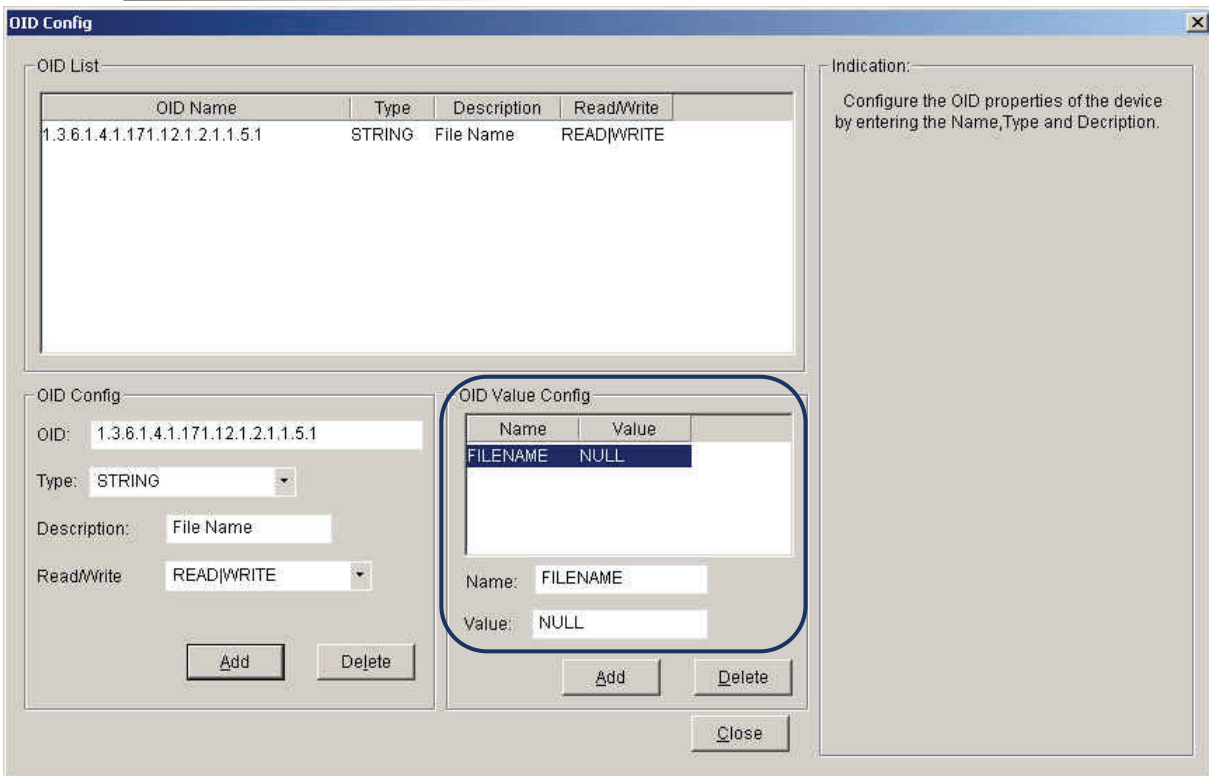 OID Config
OID List
OID Name Type Description Read/Write
1.3.6.1.4.1.171.12.1.2.1.1.5.1 STRING File Name READ|WRITE
Indication:
Configure the OID properties of the device
by entering the Name,Type and Decription.
OID Config
OID: 1.3.6.1.4.1.171.12.1.2.1.1.5.1
Type: STRING
Description: File Name
Read/Write READ|WRITE
Add Delete
OID Value Config
Name Value
FILENAME NULL
Name: FILENAME
Value: NULL
Add Delete
Close